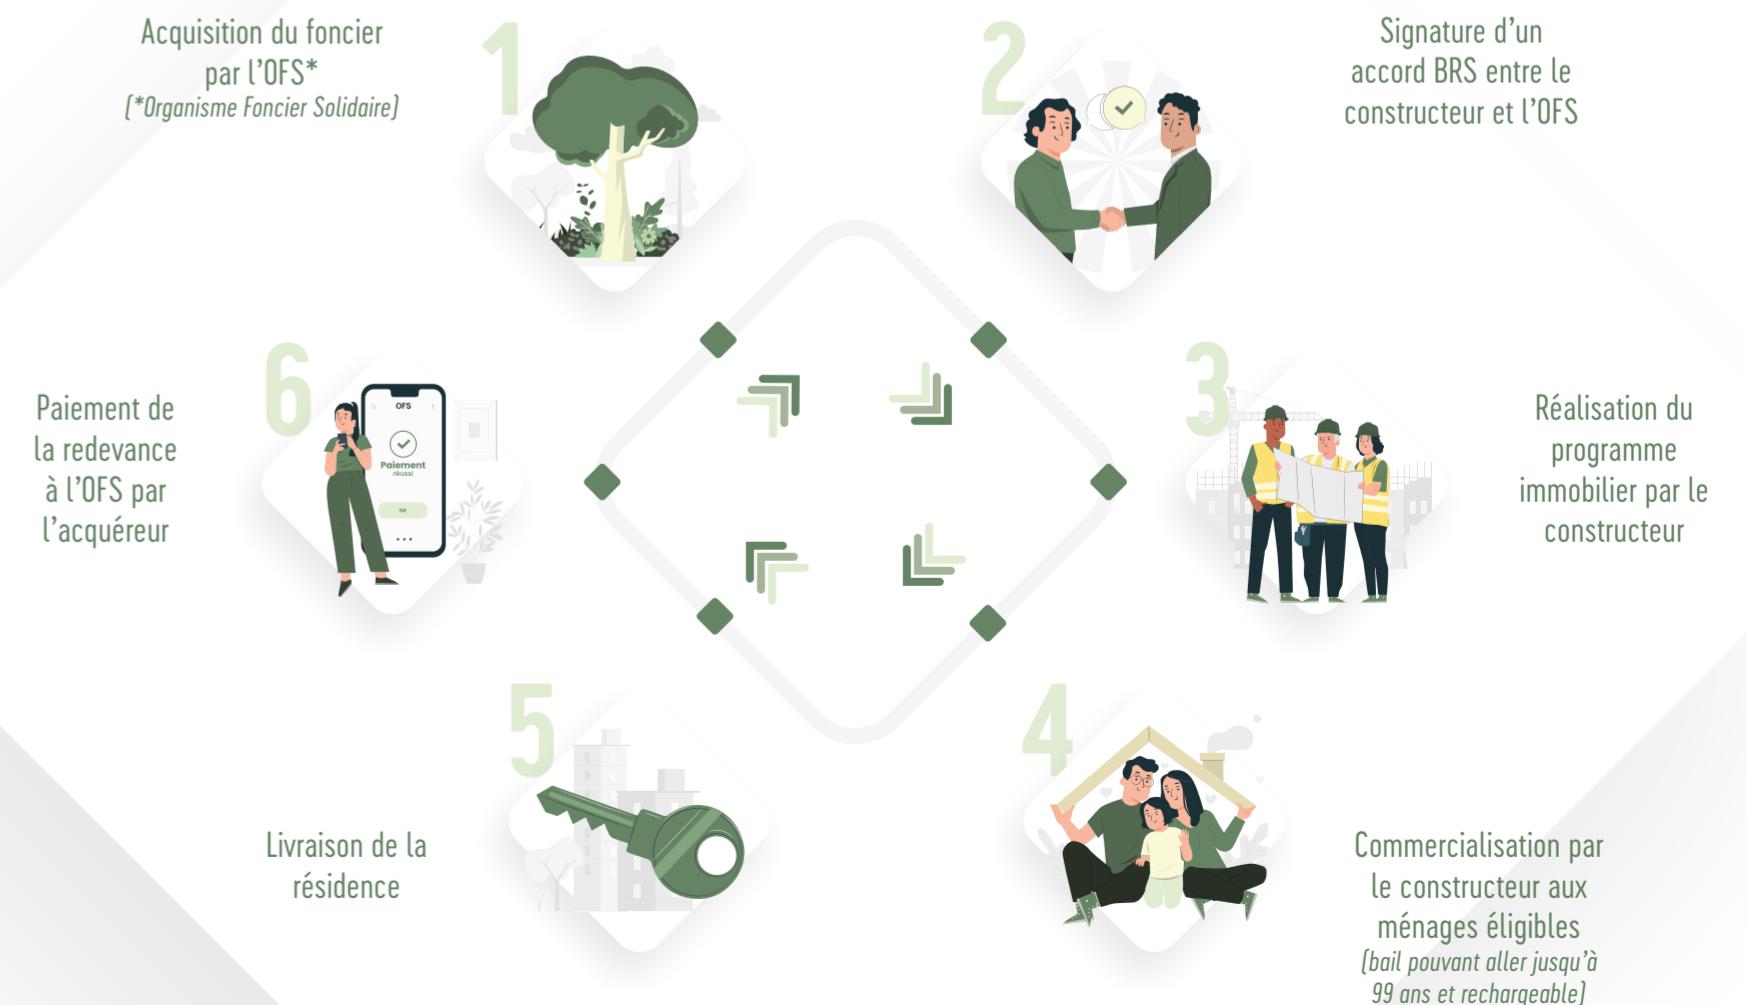 1
Acquisition du foncier
par l’OFS*
(*Organisme Foncier Solidaire)
2
Signature d’un
accord BRS entre le
constructeur et l’OFS
3
Réalisation du
programme
immobilier par le
constructeur
4
Commercialisation par
le constructeur aux
ménages éligibles
(bail pouvant aller jusqu’à
99 ans et rechargeable)
5
Livraison de la
résidence
6
Paiement de
la redevance
à l’OFS par
l’acquéreur
OFS
Paiement
réussi
OK